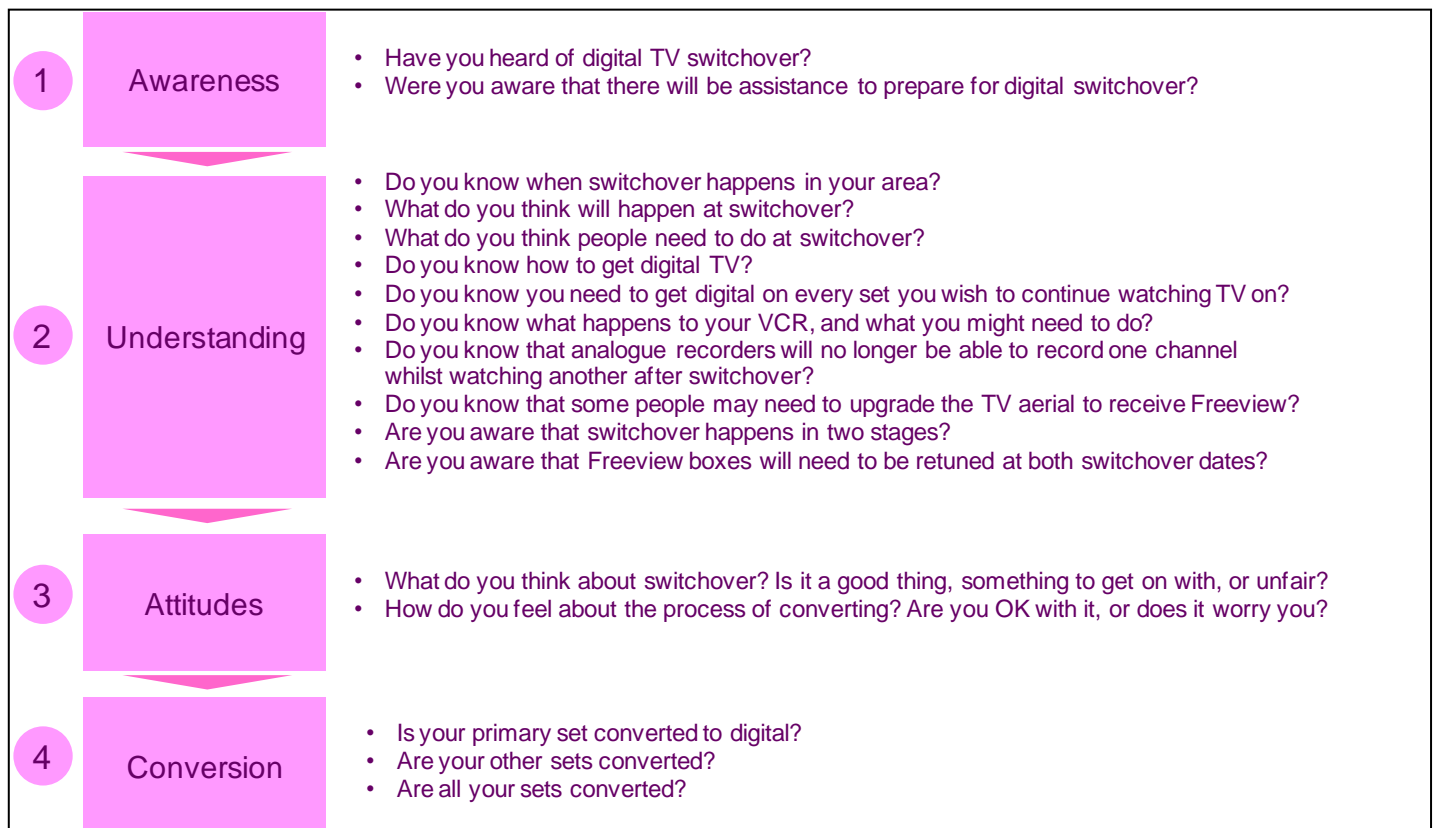 1
Awareness
• Have you heard of digital TV switchover?
• Were you aware that there will be assistance to prepare for digital switchover?
2
Understanding
• Do you know when switchover happens in your area?
• What do you think will happen at switchover?
• What do you think people need to do at switchover?
• Do you know how to get digital TV?
• Do you know you need to get digital on every set you wish to continue watching TV on?
• Do you know what happens to your VCR, and what you might need to do?
• Do you know that analogue recorders will no longer be able to record one channel
whilst watching another after switchover?
• Do you know that some people may need to upgrade the TV aerial to receive Freeview?
• Are you aware that switchover happens in two stages?
• Are you aware that Freeview boxes will need to be retuned at both switchover dates?
3
Attitudes
• What do you think about switchover? Is it a good thing, something to get on with, or unfair?
• How do you feel about the process of converting? Are you OK with it, or does it worry you?
4
Conversion
• Is your primary set converted to digital?
• Are your other sets converted?
• Are all your sets converted?